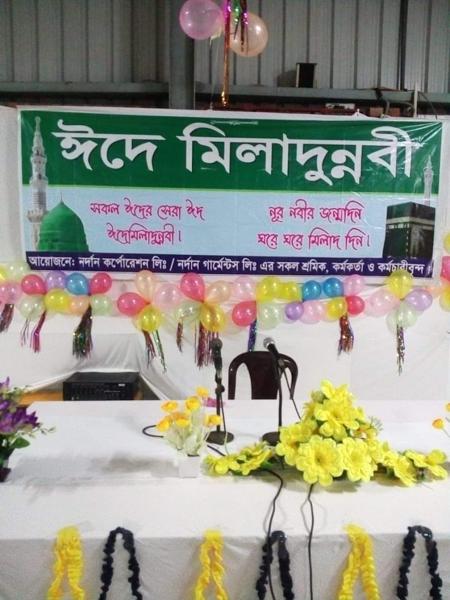 ঈদে মিলাদুন্নবী
সকল ঈদের সেরা ঈদ
ঈদেমিলাদুন্নবী।
নূর নবীর জন্মদিন
ঘরে ঘরে মিলাদ দিন।
আয়োজনে: নর্দান কর্পোরেশন লিঃ / নর্দান গার্মেন্টস লিঃ এর সকল শ্রমিক, কর্মকর্তা ও কর্মচারীবৃন্দ।